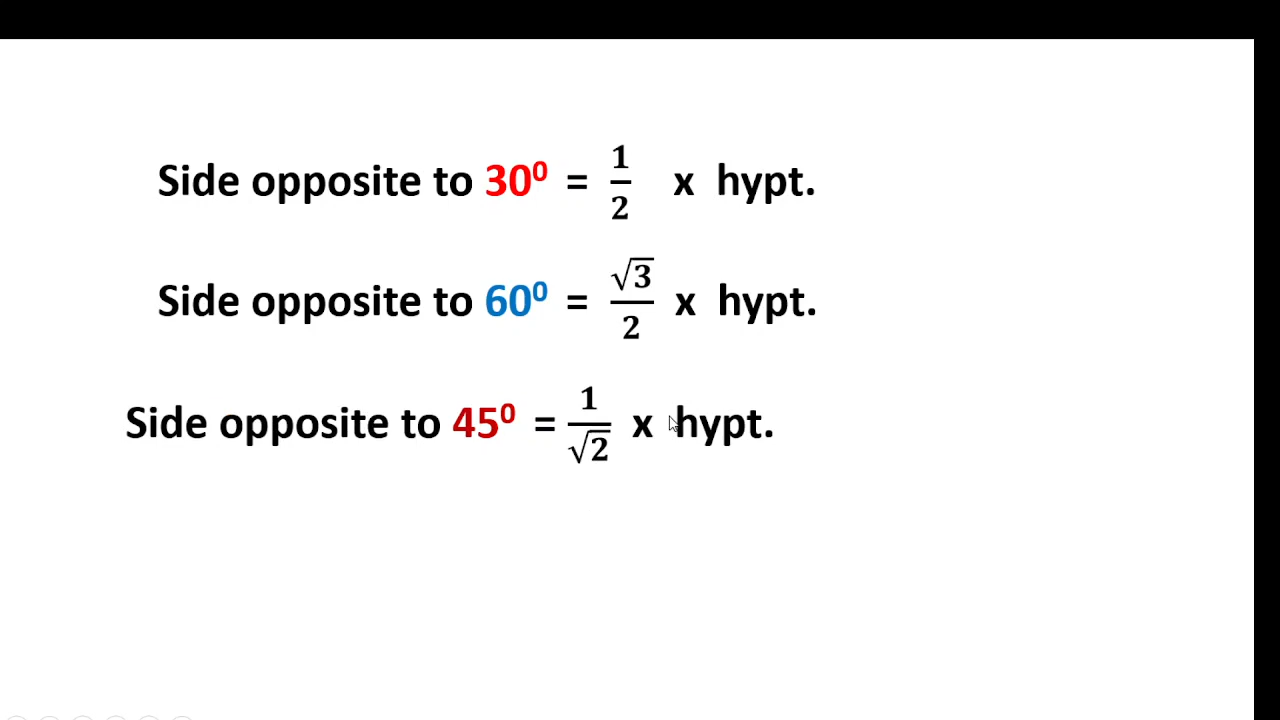 Side opposite to 30⁰ = 1/2 x hypt.
Side opposite to 60⁰ = √3/2 x hypt.
Side opposite to 45⁰ = 1/√2 x hypt.